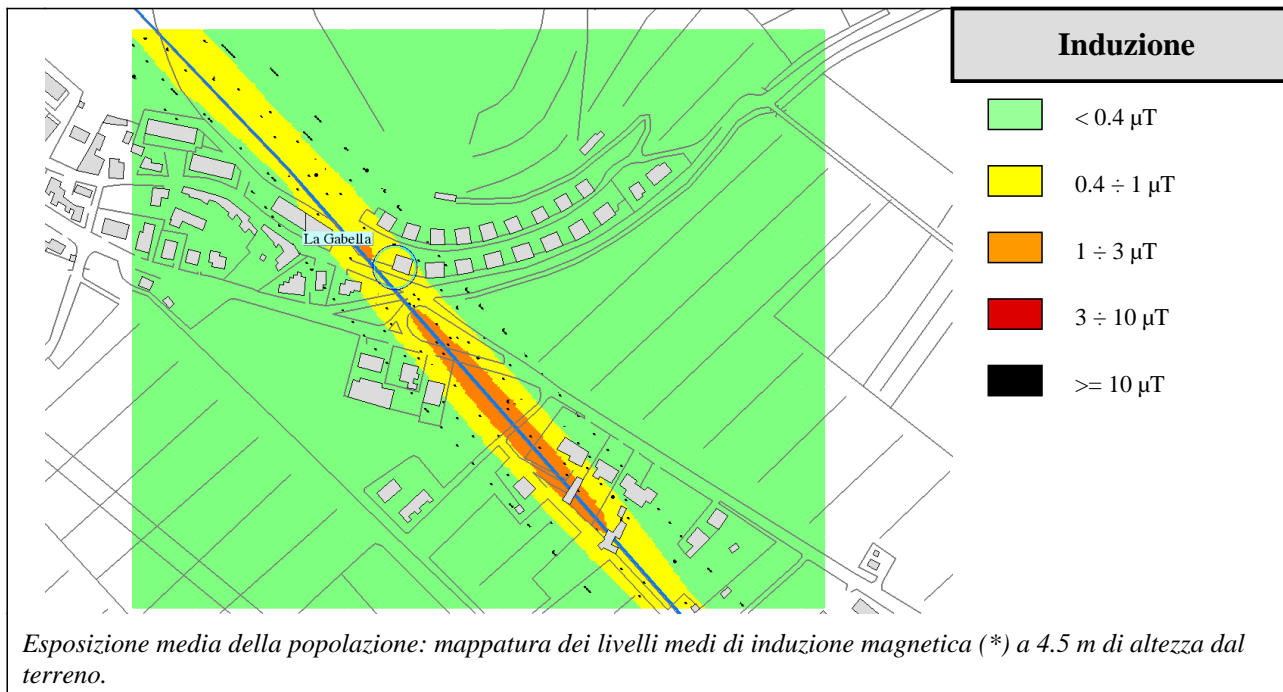 Induzione
< 0.4 µT
0.4 ÷ 1 µT
1 ÷ 3 µT
3 ÷ 10 µT
>= 10 µT
La Gabella
Esposizione media della popolazione: mappatura dei livelli medi di induzione magnetica (*) a 4.5 m di altezza dal
terreno.